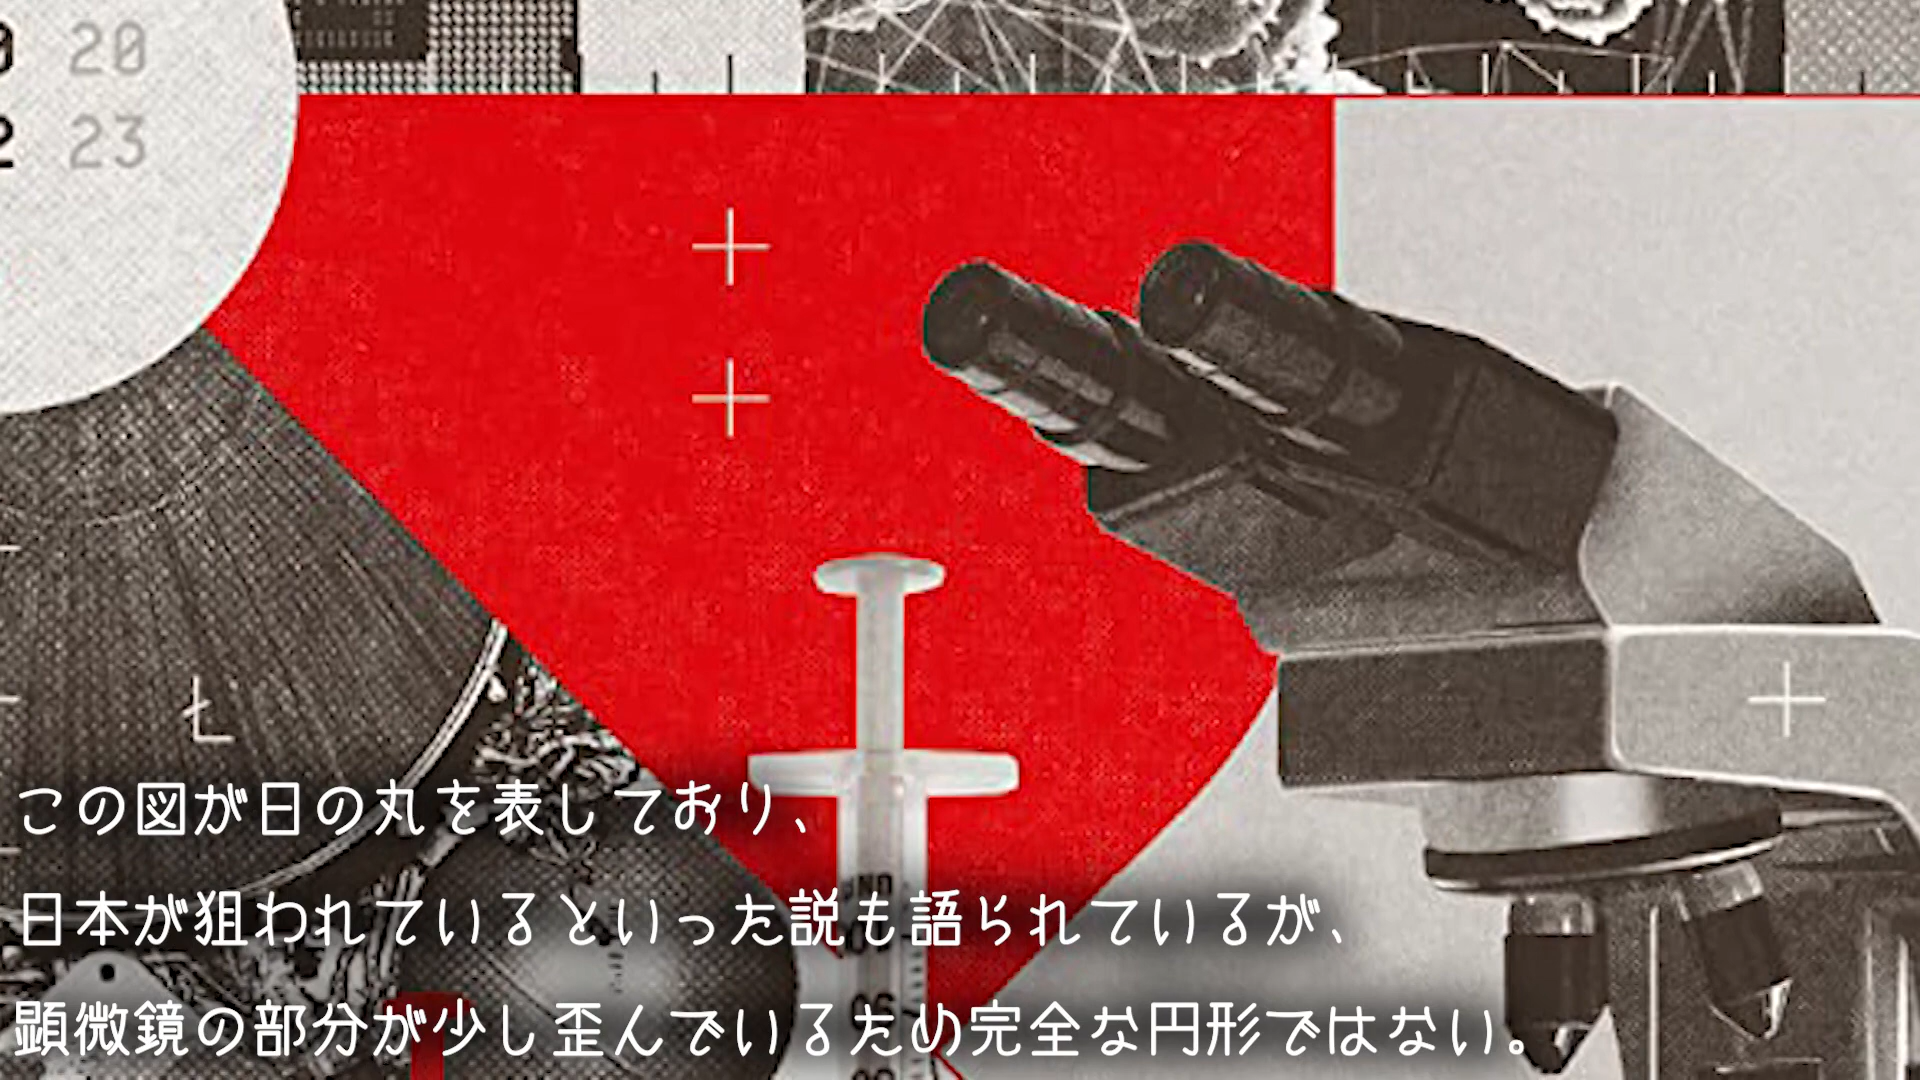 20
2 23
この図が日の丸を表しており、
日本が狙われているといった説も語られているが、
顕微鏡の部分が少し歪んでいるため完全な円形ではない。